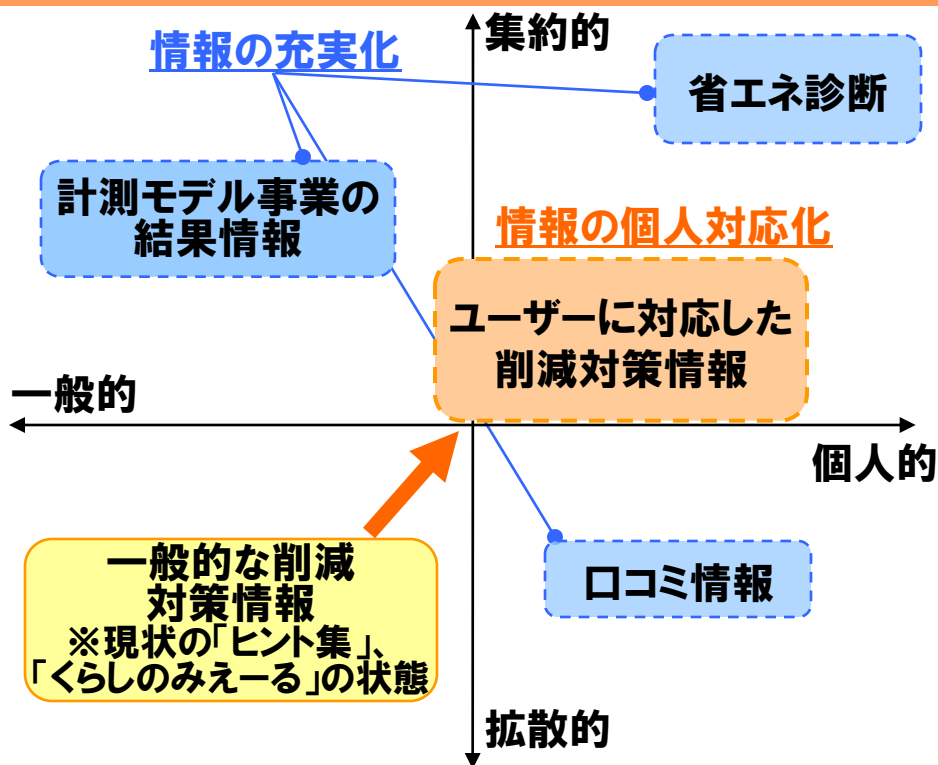 集約的
情報の充実化
省エネ診断
計測モデル事業の
結果情報
情報の個人対応化
ユーザーに対応した
削減対策情報
一般的
個人的
一般的な削減
対策情報
※現状の「ヒント集」、
「くらしのみえーる」の状態
口コミ情報
拡散的